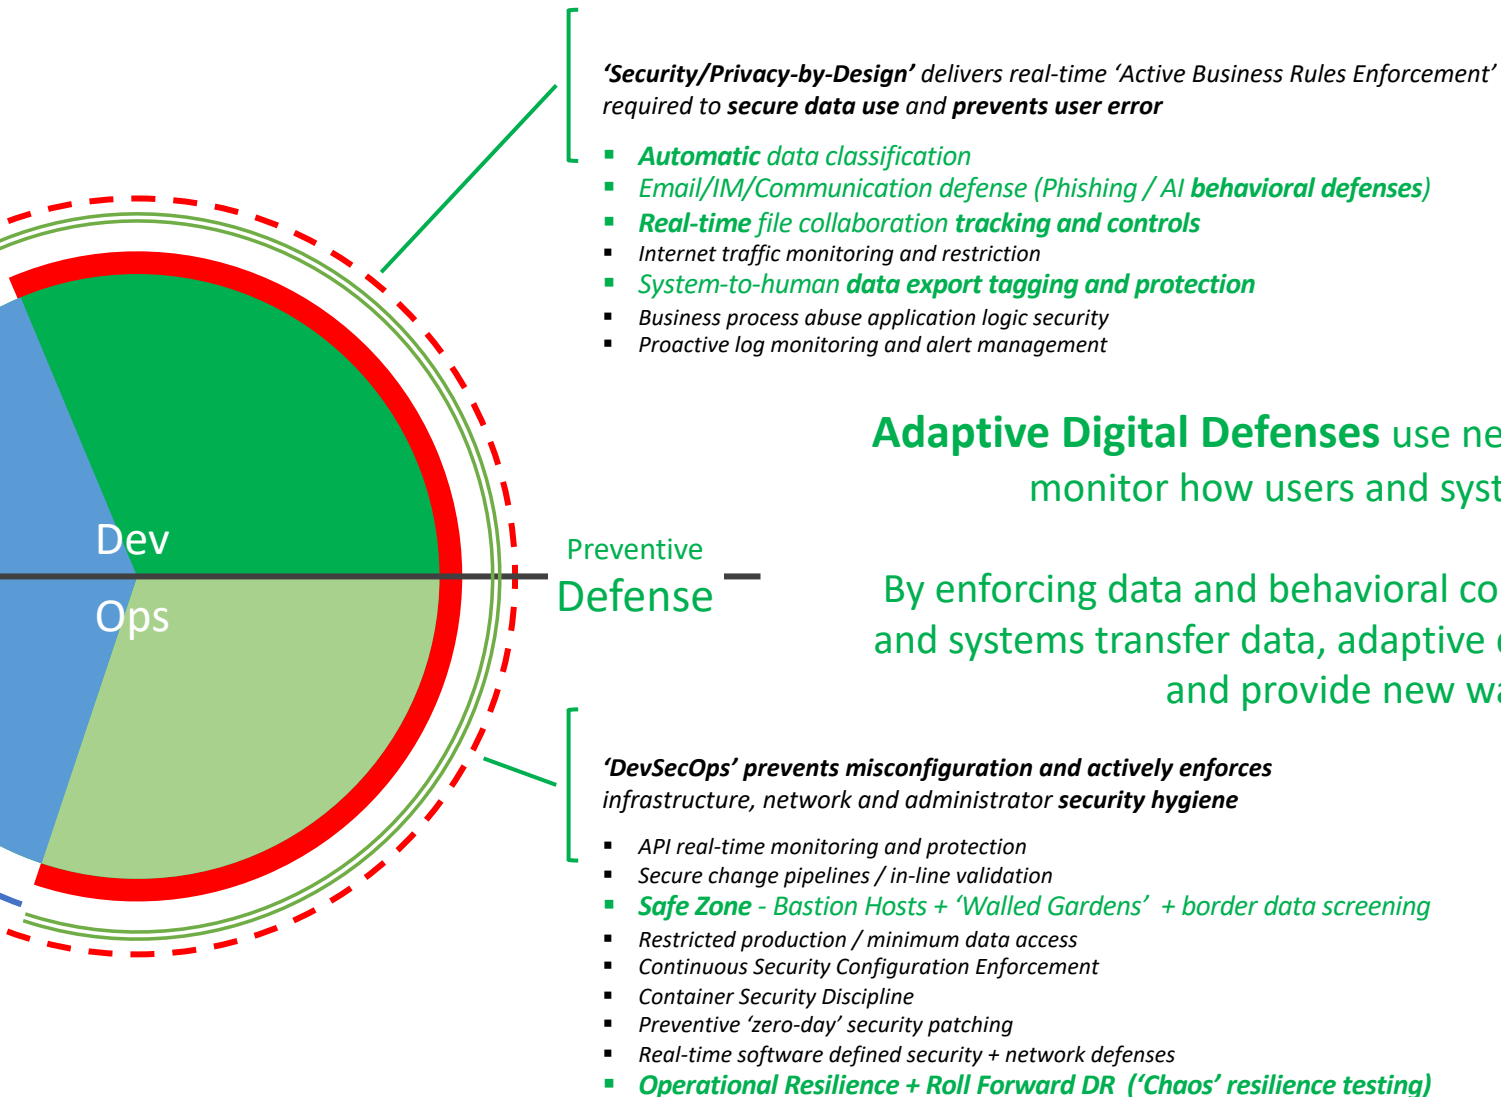 ‘Security/Privacy-by-Design’ delivers real-time ‘Active Business Rules Enforcement’
required to secure data use and prevents user error
▪ Automatic data classification
▪ Email/IM/Communication defense (Phishing / AI behavioral defenses)
▪ Real-time file collaboration tracking and controls
▪ Internet traffic monitoring and restriction
▪ System-to-human data export tagging and protection
▪ Business process abuse application logic security
▪ Proactive log monitoring and alert management
Adaptive Digital Defenses use ne
monitor how users and syst
Dev
Ops
Preventive
Defense
By enforcing data and behavioral co
and systems transfer data, adaptive
and provide new wa
‘DevSecOps’ prevents misconfiguration and actively enforces
infrastructure, network and administrator security hygiene
▪ API real-time monitoring and protection
▪ Secure change pipelines / in-line validation
▪ Safe Zone - Bastion Hosts + ‘Walled Gardens’ + border data screening
▪ Restricted production / minimum data access
▪ Continuous Security Configuration Enforcement
▪ Container Security Discipline
▪ Preventive ‘zero-day’ security patching
▪ Real-time software defined security + network defenses
▪ Operational Resilience + Roll Forward DR (‘Chaos’ resilience testing)